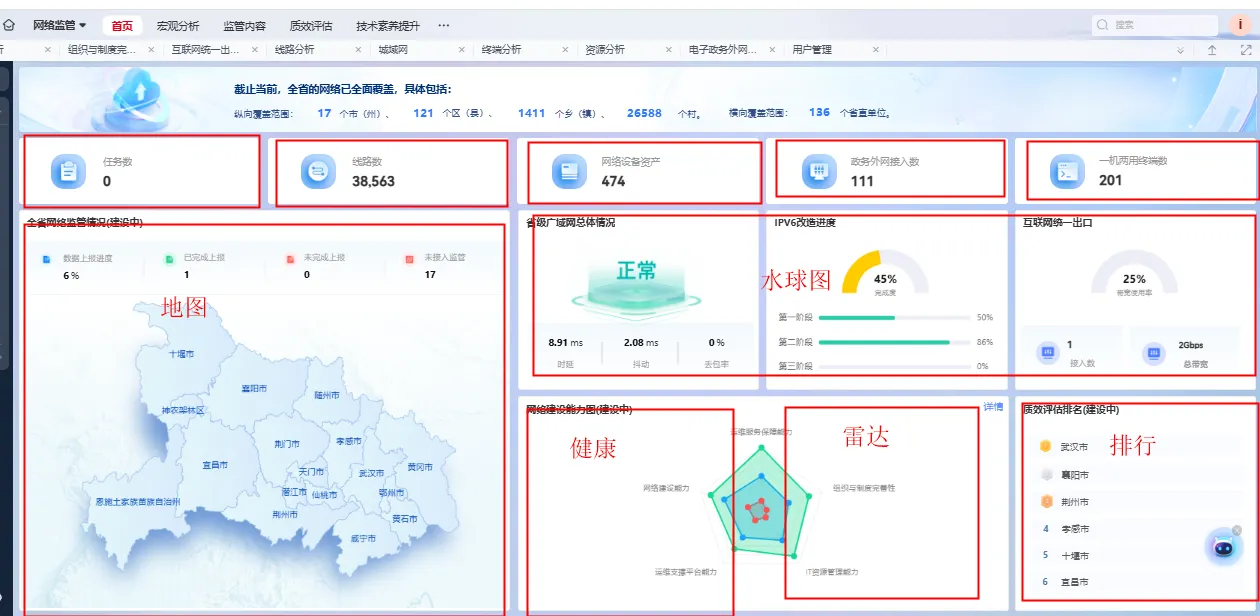 网络监管 首页 宏观分析 监管内容 质效评估 技术素养提升 ··· 搜索 i
析 × 组织与制度完... × 互联网统一出... × 线路分析 × 城域网 × 终端分析 × 资源分析 × 电子政务外网... × 用户管理 ×
截止当前，全省的网络已全面覆盖，具体包括：
纵向覆盖范围： 17 个市（州）、 121 个区（县）、 1411 个乡（镇）、 26588 个村。 横向覆盖范围： 136 个省直单位。
任务数
0
线路数
38,563
网络设备资产
474
政务外网接入数
111
一机两用终端数
201
全省网络监管情况(建设中)
数据上报进度
6 %
已完成上报
1
未完成上报
0
未接入监管
17
地图
十堰市
襄阳市
随州市
神农架林区
荆门市
孝感市
宜昌市
天门市
武汉市
黄冈市
潜江市
仙桃市
鄂州市
恩施土家族苗族自治州
荆州市
黄石市
咸宁市
省级广域网总体情况
正常
8.91 ms
时延
2.08 ms
抖动
0 %
丢包率
水球图
IPV6改造进度
45%
完成度
第一阶段 50%
第二阶段 86%
第三阶段 0%
互联网统一出口
25%
带宽使用率
1
接入数
2Gbps
总带宽
网络建设能力图(建设中)
详情
健康
雷达
运维服务保障能力
网络建设能力
组织与制度完善性
运维支撑平台能力
IT资源管理能力
质效评估排名(建设中)
排行
武汉市
襄阳市
荆州市
4 孝感市
5 十堰市
6 宜昌市